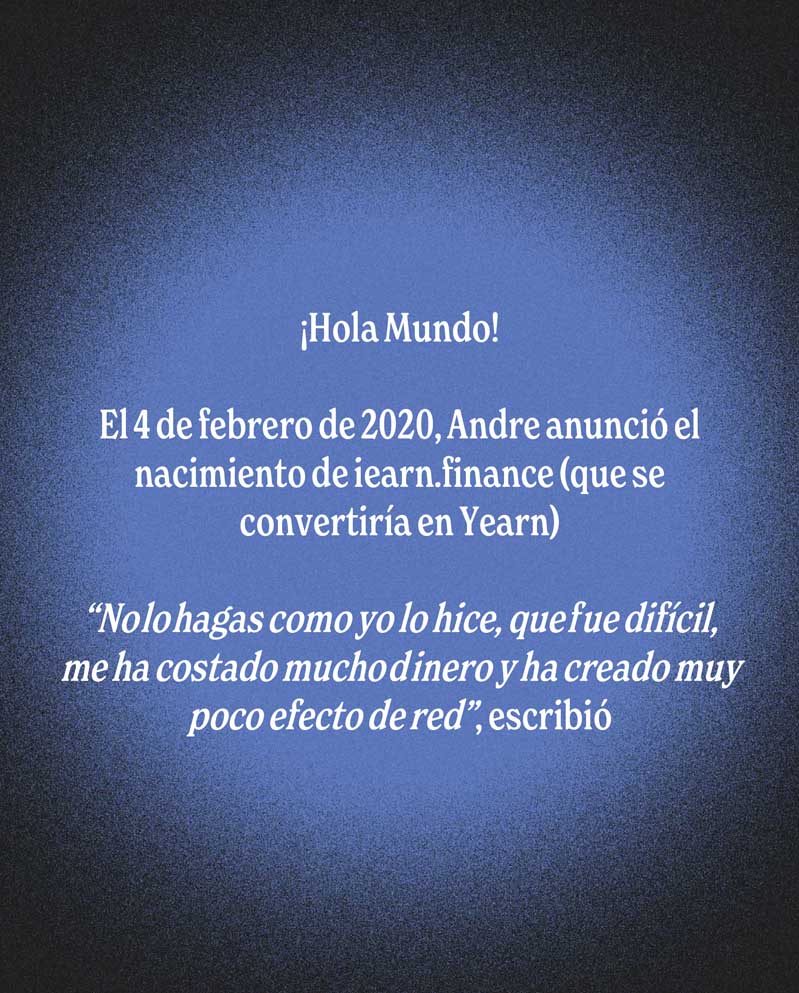 ¡Hola Mundo!
El 4 de febrero de 2020, Andre anunció el
nacimiento de iearn.finance (que se
convertiría en Yearn)
“No lo hagas como yo lo hice, que fue difícil,
me ha costado mucho dinero y ha creado muy
poco efecto de red”, escribió